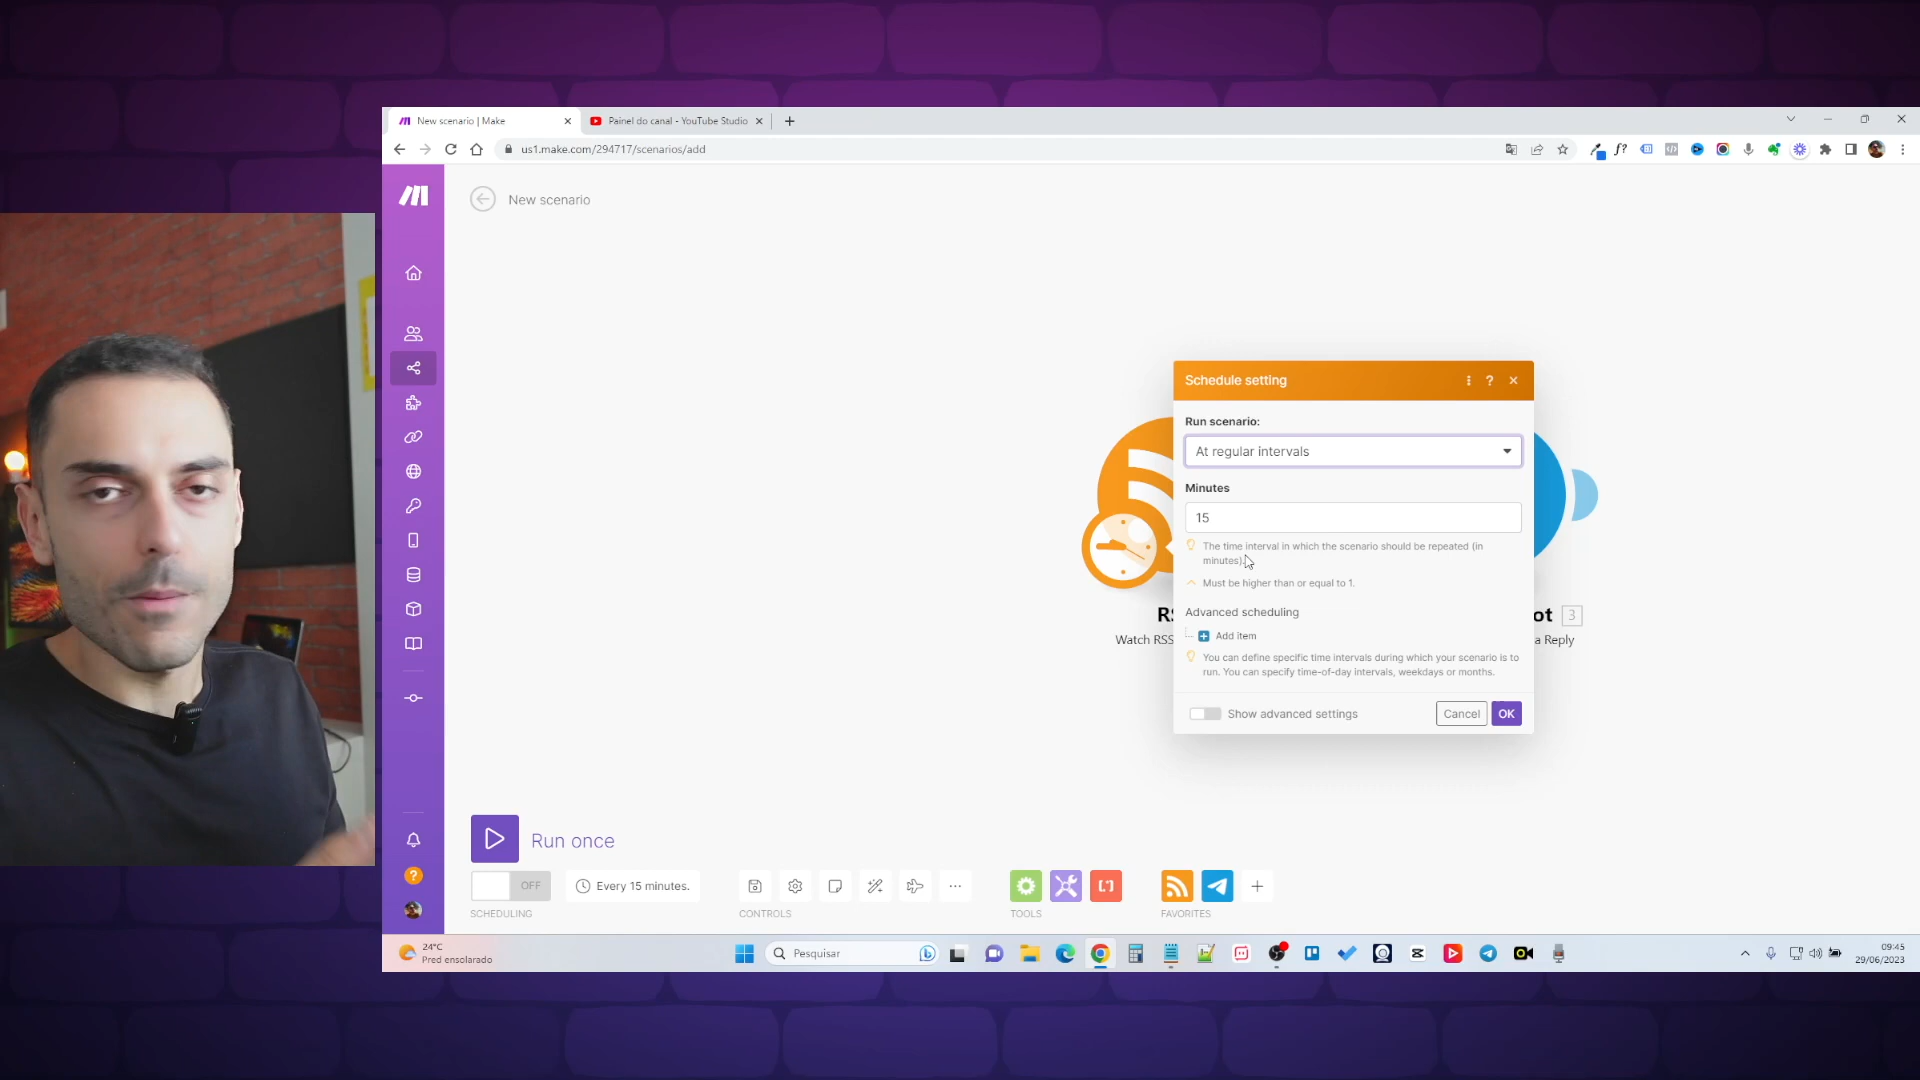 New scenario | Make
Painel do canal - YouTube Studio
us1.make.com/294717/scenarios/add
f?
New scenario
Schedule setting
?
Run scenario:
At regular intervals
Minutes
15
The time interval in which the scenario should be repeated (in
minutes).
Must be higher than or equal to 1.
Advanced scheduling
Add item
You can define specific time intervals during which your scenario is to
run. You can specify time-of-day intervals, weekdays or months.
Show advanced settings
Cancel
OK
RS
Watch RSS
ot
3
a Reply
Run once
OFF
Every 15 minutes.
SCHEDULING
CONTROLS
TOOLS
FAVORITES
?
24°C
Pred ensolarado
Pesquisar
09:45
29/06/2023